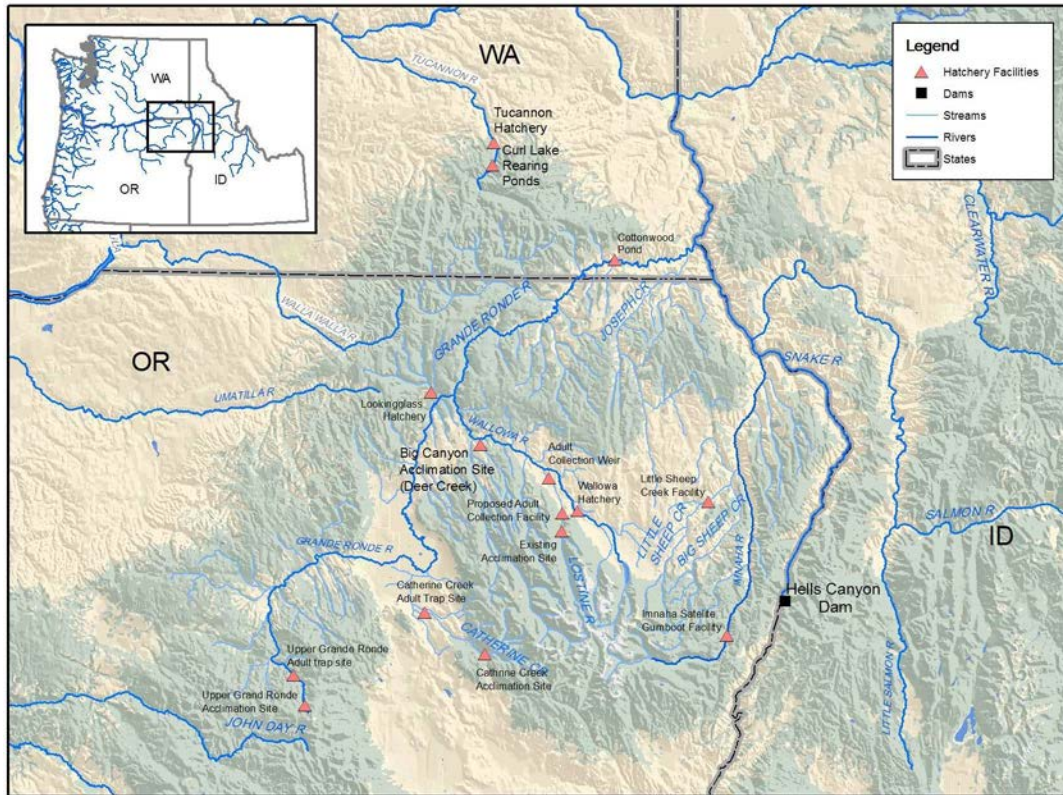 WA
OR
ID
WA
TUCANNON R
Tucannon
Hatchery
Curl Lake
Rearing
Ponds
Legend
Hatchery Facilities
Dams
Streams
Rivers
States
CLEARWATER R
Cottonwood
Pond
ULA
WALLA WALLA R
GRANDE RONDE R
JOSEPH CR
OR
SNAKE R
UMATILLA R
Lookingglass
Hatchery
WALLOWA R
Big Canyon
Acclimation Site
(Deer Creek)
Adult
Collection Weir
Wallowa
Hatchery
Little Sheep
Creek Facility
Proposed Adult
Collection Facility
Existing
Acclimation Site
LITTLE
SHEEP CR
BIG SHEEP CR
IMNAHA R
SALMON R
ID
GRANDE RONDE R
LOSTINE R
Catherine Creek
Adult Trap Site
CATHERINE CR
Cathrine Creek
Acclimation Site
Hells Canyon
Dam
Imnaha Satelite
Gumboot Facility
Upper Grande Ronde
Adult trap site
Upper Grand Ronde
Acclimation Site
JOHN DAY R
LITTLE SALMON R